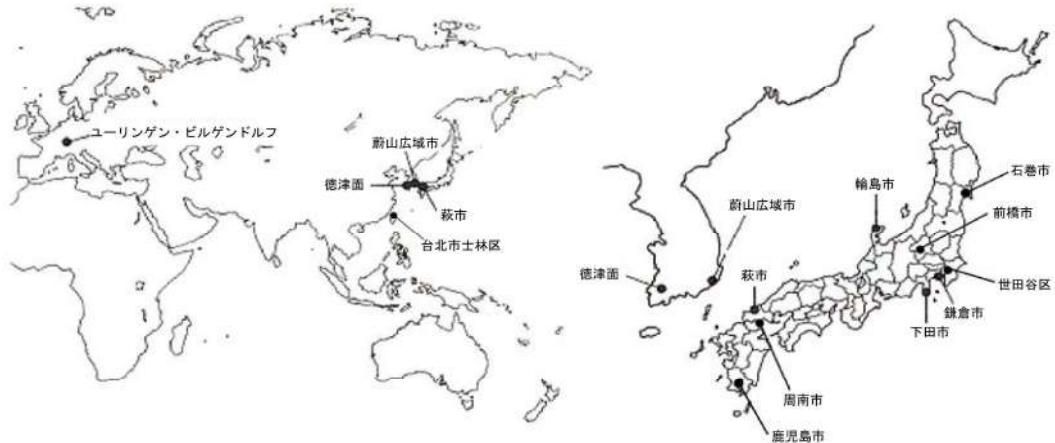 ユーリンゲン・ビルゲンドルフ
蔚山広域市
徳津面
萩市
台北市士林区
石巻市
輪島市
前橋市
蔚山広域市
徳津面
萩市
世田谷区
鎌倉市
下田市
周南市
鹿児島市